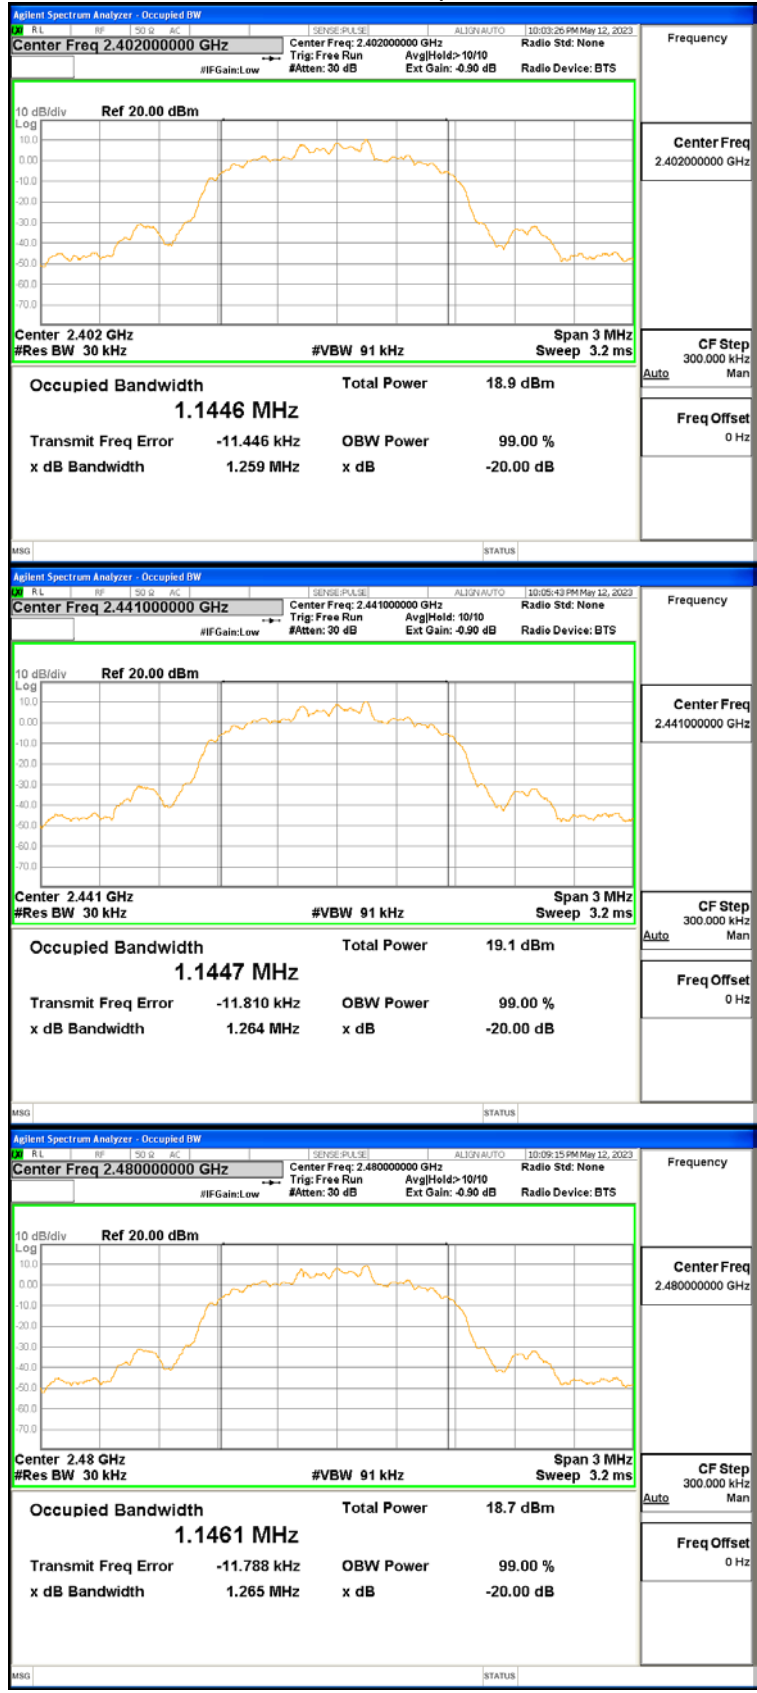 Agilent Spectrum Analyzer - Occupied BW
LXI RL RF 50 Ω AC SENSE:PULSE ALIGN AUTO 10:03:26 PM May 12, 2023
Center Freq 2.402000000 GHz Center Freq: 2.402000000 GHz Radio Std: None Frequency
Trig: Free Run Avg|Hold:> 10/10
#IFGain:Low #Atten: 30 dB Ext Gain: -0.90 dB Radio Device: BTS
10 dB/div Ref 20.00 dBm
Log
10.0
0.00
-10.0
-20.0
-30.0
-40.0
-50.0
-60.0
-70.0
Center 2.402 GHz Span 3 MHz
#Res BW 30 kHz #VBW 91 kHz Sweep 3.2 ms
Occupied Bandwidth Total Power 18.9 dBm
1.1446 MHz
Transmit Freq Error -11.446 kHz OBW Power 99.00 %
x dB Bandwidth 1.259 MHz x dB -20.00 dB
Center Freq
2.402000000 GHz
CF Step
300.000 kHz
Auto Man
Freq Offset
0 Hz
MSG STATUS
Agilent Spectrum Analyzer - Occupied BW
LXI RL RF 50 Ω AC SENSE:PULSE ALIGN AUTO 10:05:43 PM May 12, 2023
Center Freq 2.441000000 GHz Center Freq: 2.441000000 GHz Radio Std: None Frequency
Trig: Free Run Avg|Hold: 10/10
#IFGain:Low #Atten: 30 dB Ext Gain: -0.90 dB Radio Device: BTS
10 dB/div Ref 20.00 dBm
Log
10.0
0.00
-10.0
-20.0
-30.0
-40.0
-50.0
-60.0
-70.0
Center 2.441 GHz Span 3 MHz
#Res BW 30 kHz #VBW 91 kHz Sweep 3.2 ms
Occupied Bandwidth Total Power 19.1 dBm
1.1447 MHz
Transmit Freq Error -11.810 kHz OBW Power 99.00 %
x dB Bandwidth 1.264 MHz x dB -20.00 dB
Center Freq
2.441000000 GHz
CF Step
300.000 kHz
Auto Man
Freq Offset
0 Hz
MSG STATUS
Agilent Spectrum Analyzer - Occupied BW
LXI RL RF 50 Ω AC SENSE:PULSE ALIGN AUTO 10:09:15 PM May 12, 2023
Center Freq 2.480000000 GHz Center Freq: 2.480000000 GHz Radio Std: None Frequency
Trig: Free Run Avg|Hold:> 10/10
#IFGain:Low #Atten: 30 dB Ext Gain: -0.90 dB Radio Device: BTS
10 dB/div Ref 20.00 dBm
Log
10.0
0.00
-10.0
-20.0
-30.0
-40.0
-50.0
-60.0
-70.0
Center 2.48 GHz Span 3 MHz
#Res BW 30 kHz #VBW 91 kHz Sweep 3.2 ms
Occupied Bandwidth Total Power 18.7 dBm
1.1461 MHz
Transmit Freq Error -11.788 kHz OBW Power 99.00 %
x dB Bandwidth 1.265 MHz x dB -20.00 dB
Center Freq
2.480000000 GHz
CF Step
300.000 kHz
Auto Man
Freq Offset
0 Hz
MSG STATUS